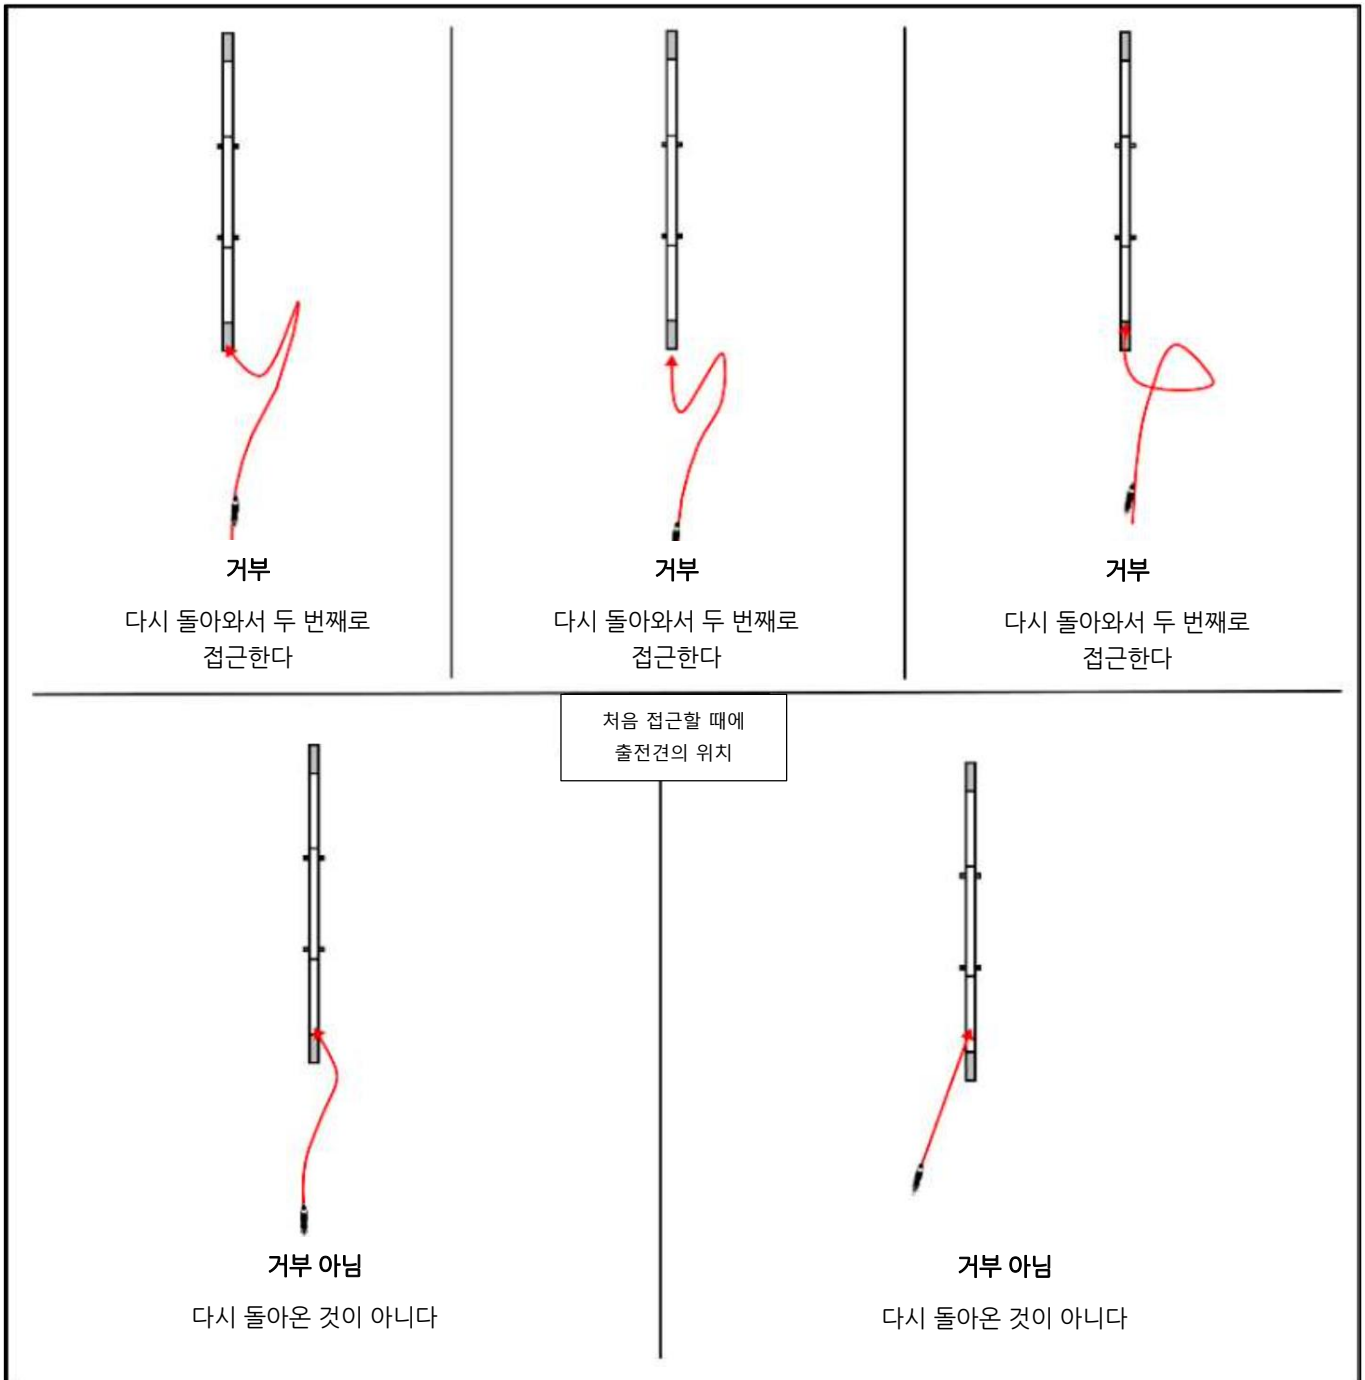 거부
다시 돌아와서 두 번째로
접근한다
거부
다시 돌아와서 두 번째로
접근한다
거부
다시 돌아와서 두 번째로
접근한다
처음 접근할 때에
출전견의 위치
거부 아님
다시 돌아온 것이 아니다
거부 아님
다시 돌아온 것이 아니다